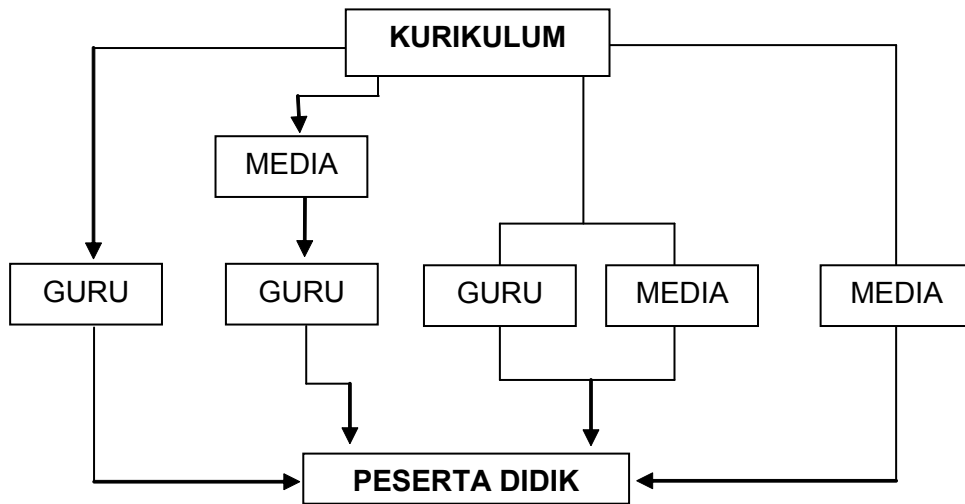 KURIKULUM
MEDIA
GURU
GURU
GURU
MEDIA
MEDIA
PESERTA DIDIK